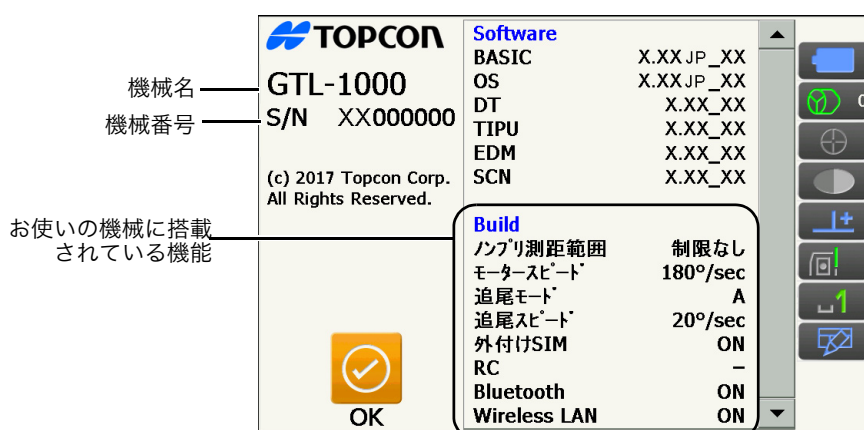 TOPCON
GTL-1000
S/N XX000000
(c) 2017 Topcon Corp.
All Rights Reserved.
OK
Software
BASIC X.XX JP_XX
OS X.XX JP_XX
DT X.XX_XX
TIPU X.XX_XX
EDM X.XX_XX
SCN X.XX_XX
Build
ﾉﾝﾌﾟﾘ測距範囲 制限なし
ﾓｰﾀｰｽﾋﾟｰﾄﾞ 180°/sec
追尾ﾓｰﾄﾞ A
追尾ｽﾋﾟｰﾄﾞ 20°/sec
外付けSIM ON
RC –
Bluetooth ON
Wireless LAN ON
機械名
機械番号
お使いの機械に搭載
されている機能
1